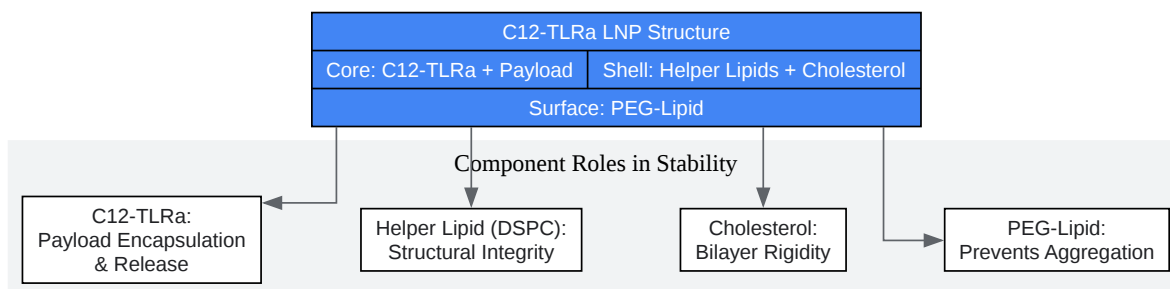 C12-TLRa LNP Structure
Core: C12-TLRa + Payload
Shell: Helper Lipids + Cholesterol
Surface: PEG-Lipid
Component Roles in Stability
C12-TLRa:
Payload Encapsulation
& Release
Helper Lipid (DSPC):
Structural Integrity
Cholesterol:
Bilayer Rigidity
PEG-Lipid:
Prevents Aggregation